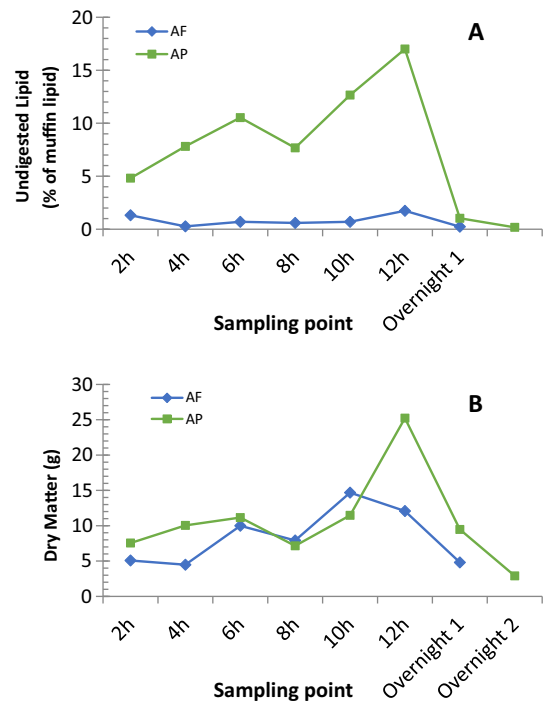 A
AF
AP
Undigested Lipid
(% of muffin lipid)
20
15
10
5
0
2h
4h
6h
8h
10h
12h
Overnight 1
Sampling point
B
AF
AP
Dry Matter (g)
30
25
20
15
10
5
0
2h
4h
6h
8h
10h
12h
Overnight 1
Overnight 2
Sampling point